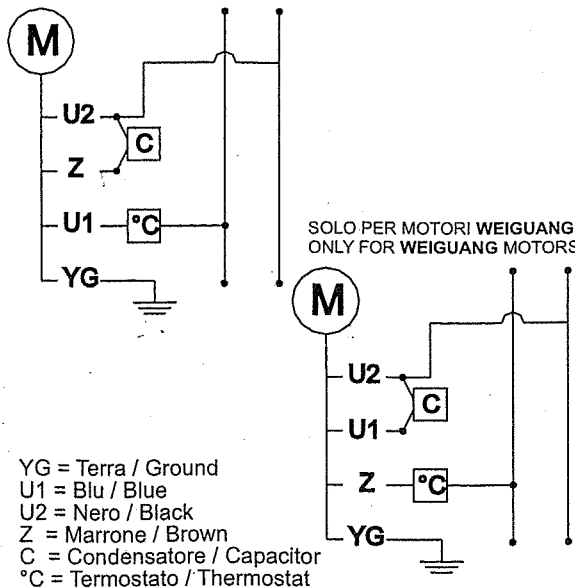 M
U2
C
Z
U1
°C
YG
SOLO PER MOTORI WEIGUANG
ONLY FOR WEIGUANG MOTORS
M
U2
C
U1
Z
°C
YG
YG = Terra / Ground
U1 = Blu / Blue
U2 = Nero / Black
Z = Marrone / Brown
C = Condensatore / Capacitor
°C = Termostato / Thermostat